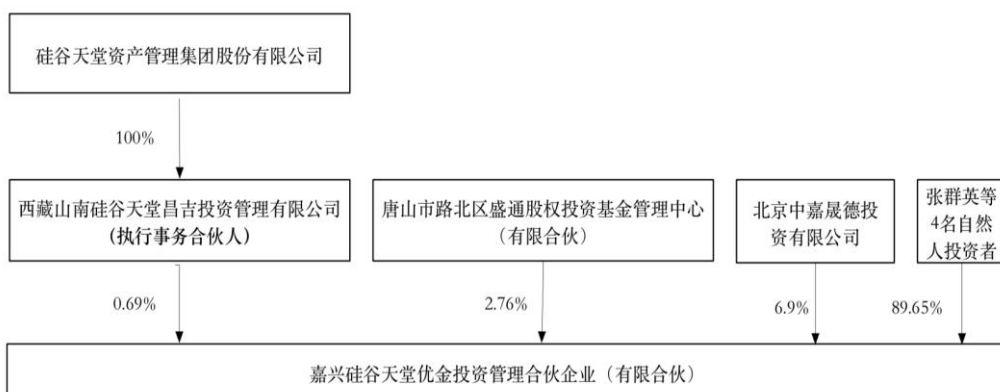 硅谷天堂资产管理集团股份有限公司
100%
西藏山南硅谷天堂昌吉投资管理有限公司
(执行事务合伙人)
唐山市路北区盛通股权投资基金管理中心
（有限合伙）
北京中嘉晟德投
资有限公司
张群英等
4名自然
人投资者
0.69%
2.76%
6.9%
89.65%
嘉兴硅谷天堂优金投资管理合伙企业（有限合伙）